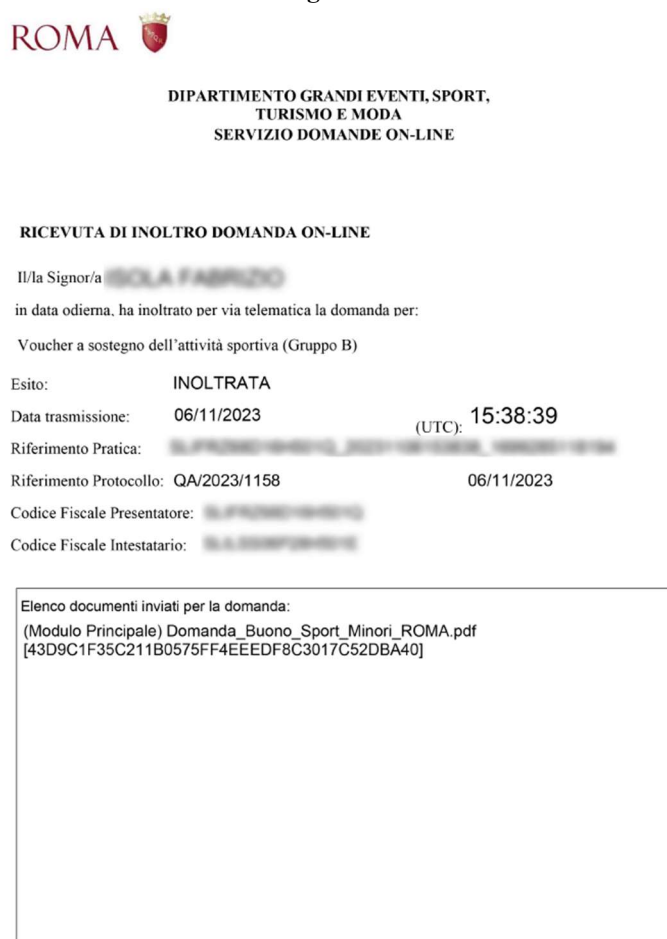 ROMA
DIPARTIMENTO GRANDI EVENTI, SPORT,
TURISMO E MODA
SERVIZIO DOMANDE ON-LINE
RICEVUTA DI INOLTRO DOMANDA ON-LINE
Il/la Signor/a
in data odierna, ha inoltrato per via telematica la domanda per:
Voucher a sostegno dell'attività sportiva (Gruppo B)
Esito: INOLTRATA
Data trasmissione: 06/11/2023 (UTC): 15:38:39
Riferimento Pratica:
Riferimento Protocollo: QA/2023/1158 06/11/2023
Codice Fiscale Presentatore:
Codice Fiscale Intestatario:
Elenco documenti inviati per la domanda:
(Modulo Principale) Domanda_Buono_Sport_Minori_ROMA.pdf
[43D9C1F35C211B0575FF4EEEDF8C3017C52DBA40]